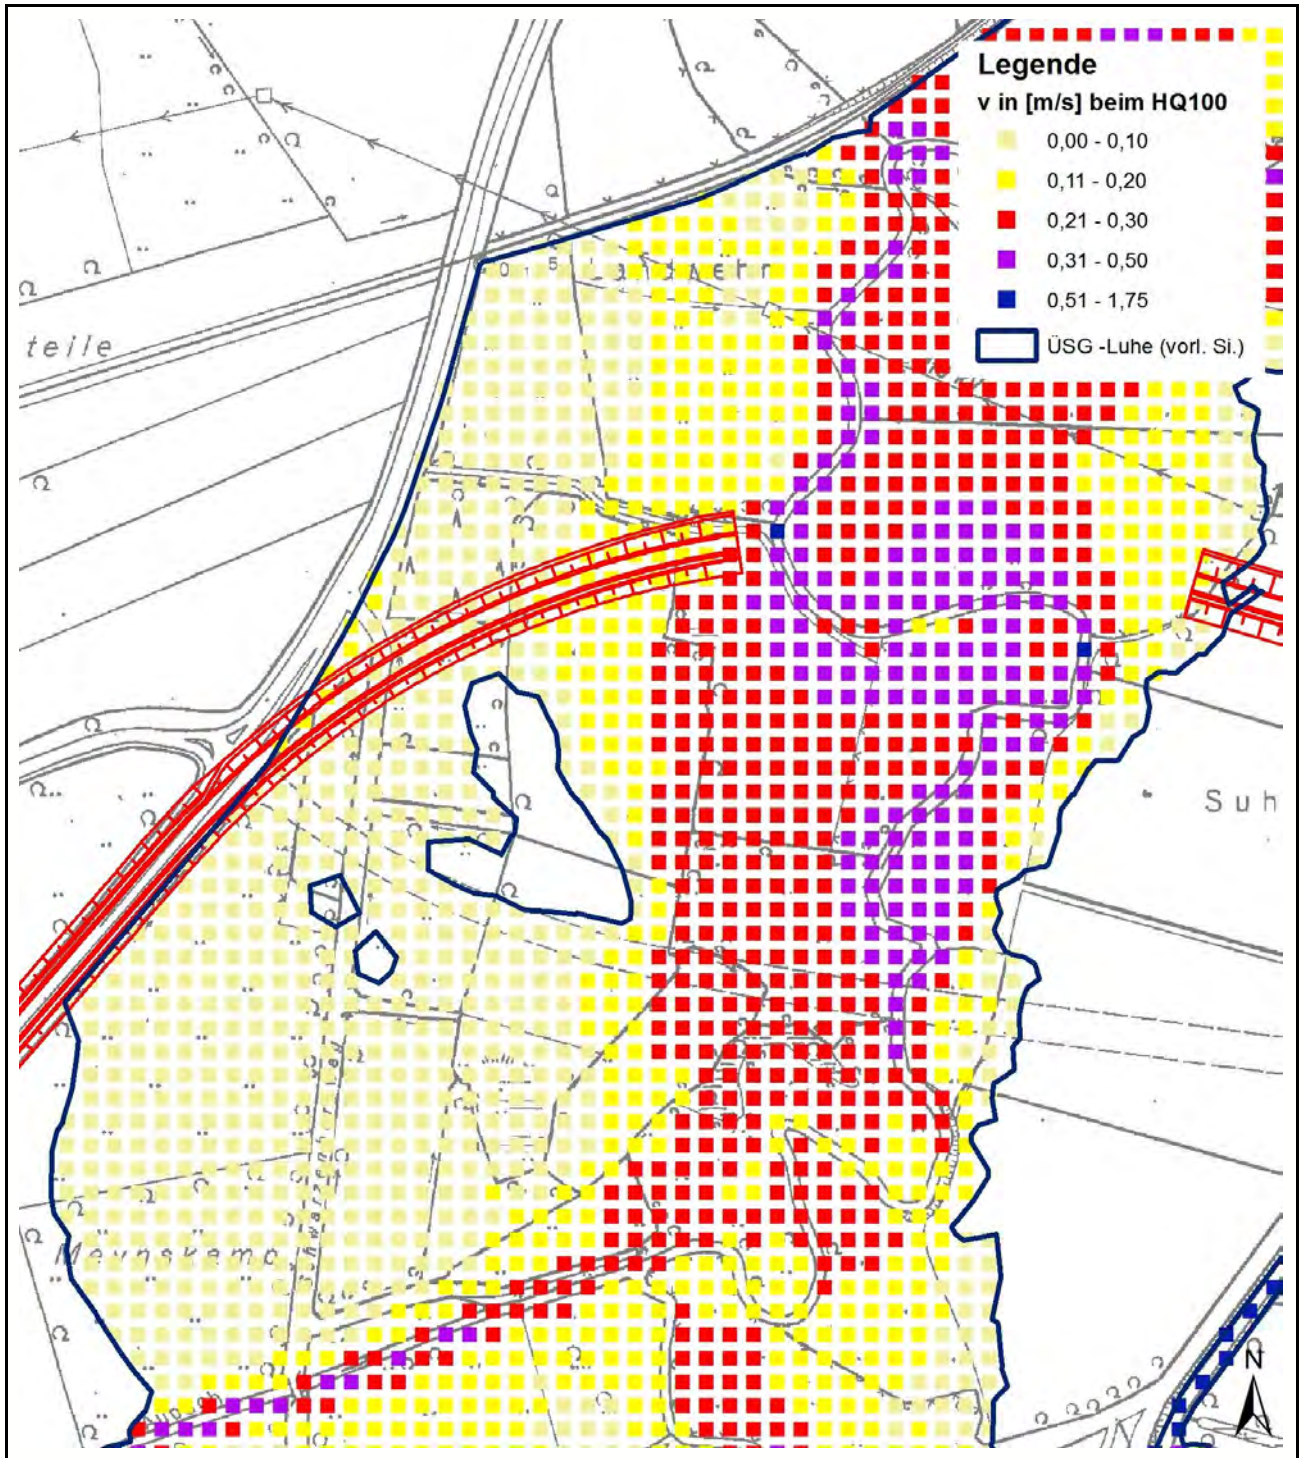 Legende
v in [m/s] beim HQ100
0,00 - 0,10
0,11 - 0,20
0,21 - 0,30
0,31 - 0,50
0,51 - 1,75
ÜSG -Luhe (vorl. Si.)
Landwehr
teile
Suh
N